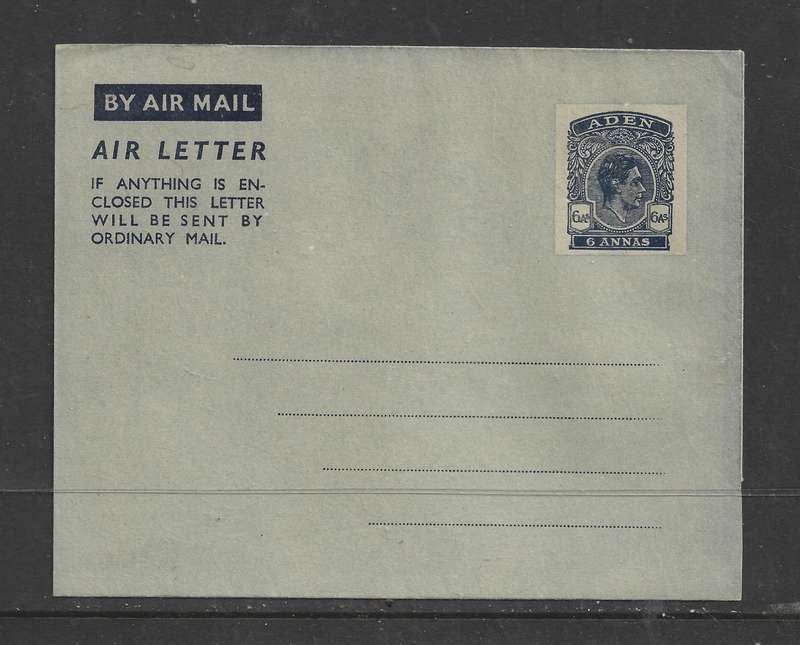 BY AIR MAIL
AIR LETTER
IF ANYTHING IS EN-
CLOSED THIS LETTER
WILL BE SENT BY
ORDINARY MAIL.
ADEN
6AS 6AS
6 ANNAS